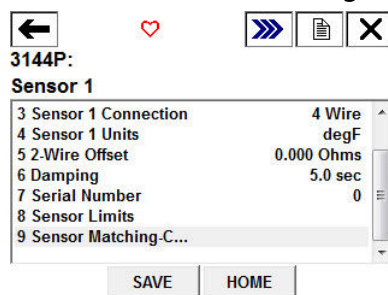 3144P:
Sensor 1
3 Sensor 1 Connection 4 Wire
4 Sensor 1 Units degF
5 2-Wire Offset 0.000 Ohms
6 Damping 5.0 sec
7 Serial Number 0
8 Sensor Limits
9 Sensor Matching-C...
SAVE HOME